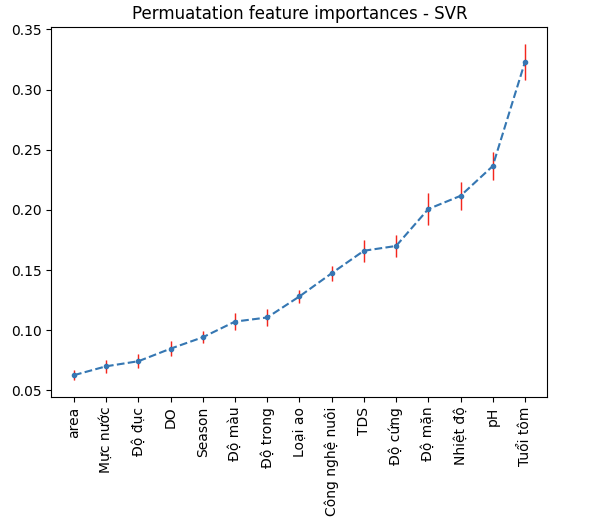 Permuatation feature importances - SVR
0.35
0.30
0.25
0.20
0.15
0.10
0.05
area
Mực nước
Độ đục
DO
Season
Độ màu
Độ trong
Loại ao
Công nghệ nuôi
TDS
Độ cứng
Độ mặn
Nhiệt độ
pH
Tuổi tôm